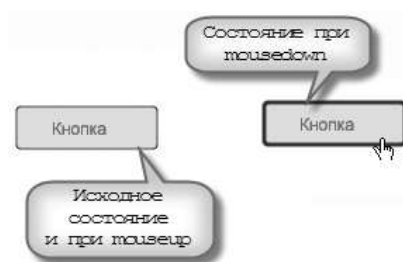 Состояние при
mousedown
Кнопка
Кнопка
Исходное
состояние
и при mouseup